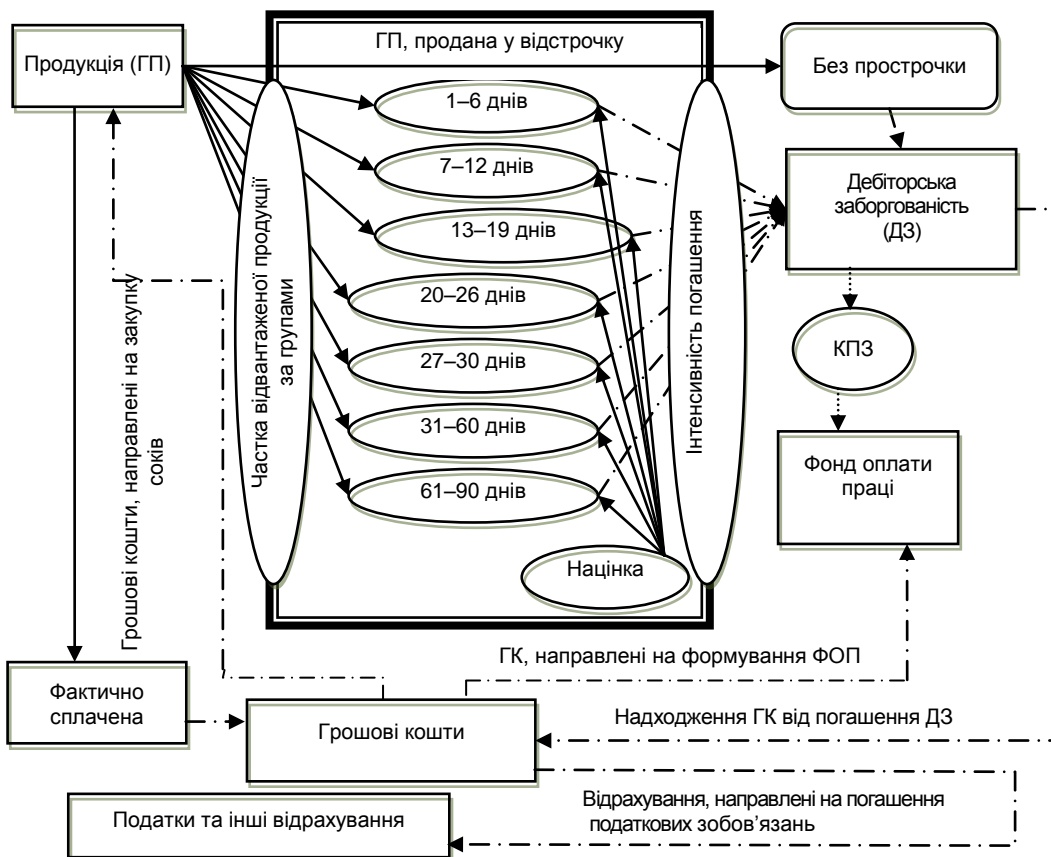 ГП, продана у відстрочку
Продукція (ГП)
Без прострочки
1–6 днів
7–12 днів
13–19 днів
20–26 днів
27–30 днів
31–60 днів
61–90 днів
Частка відвантаженої продукції
за групами
Інтенсивність погашення
Дебіторська
заборгованість
(ДЗ)
КПЗ
Фонд оплати
праці
Націнка
Грошові кошти, направлені на закупку
соків
ГК, направлені на формування ФОП
Фактично
сплачена
Грошові кошти
Надходження ГК від погашення ДЗ
Відрахування, направлені на погашення
податкових зобов’язань
Податки та інші відрахування